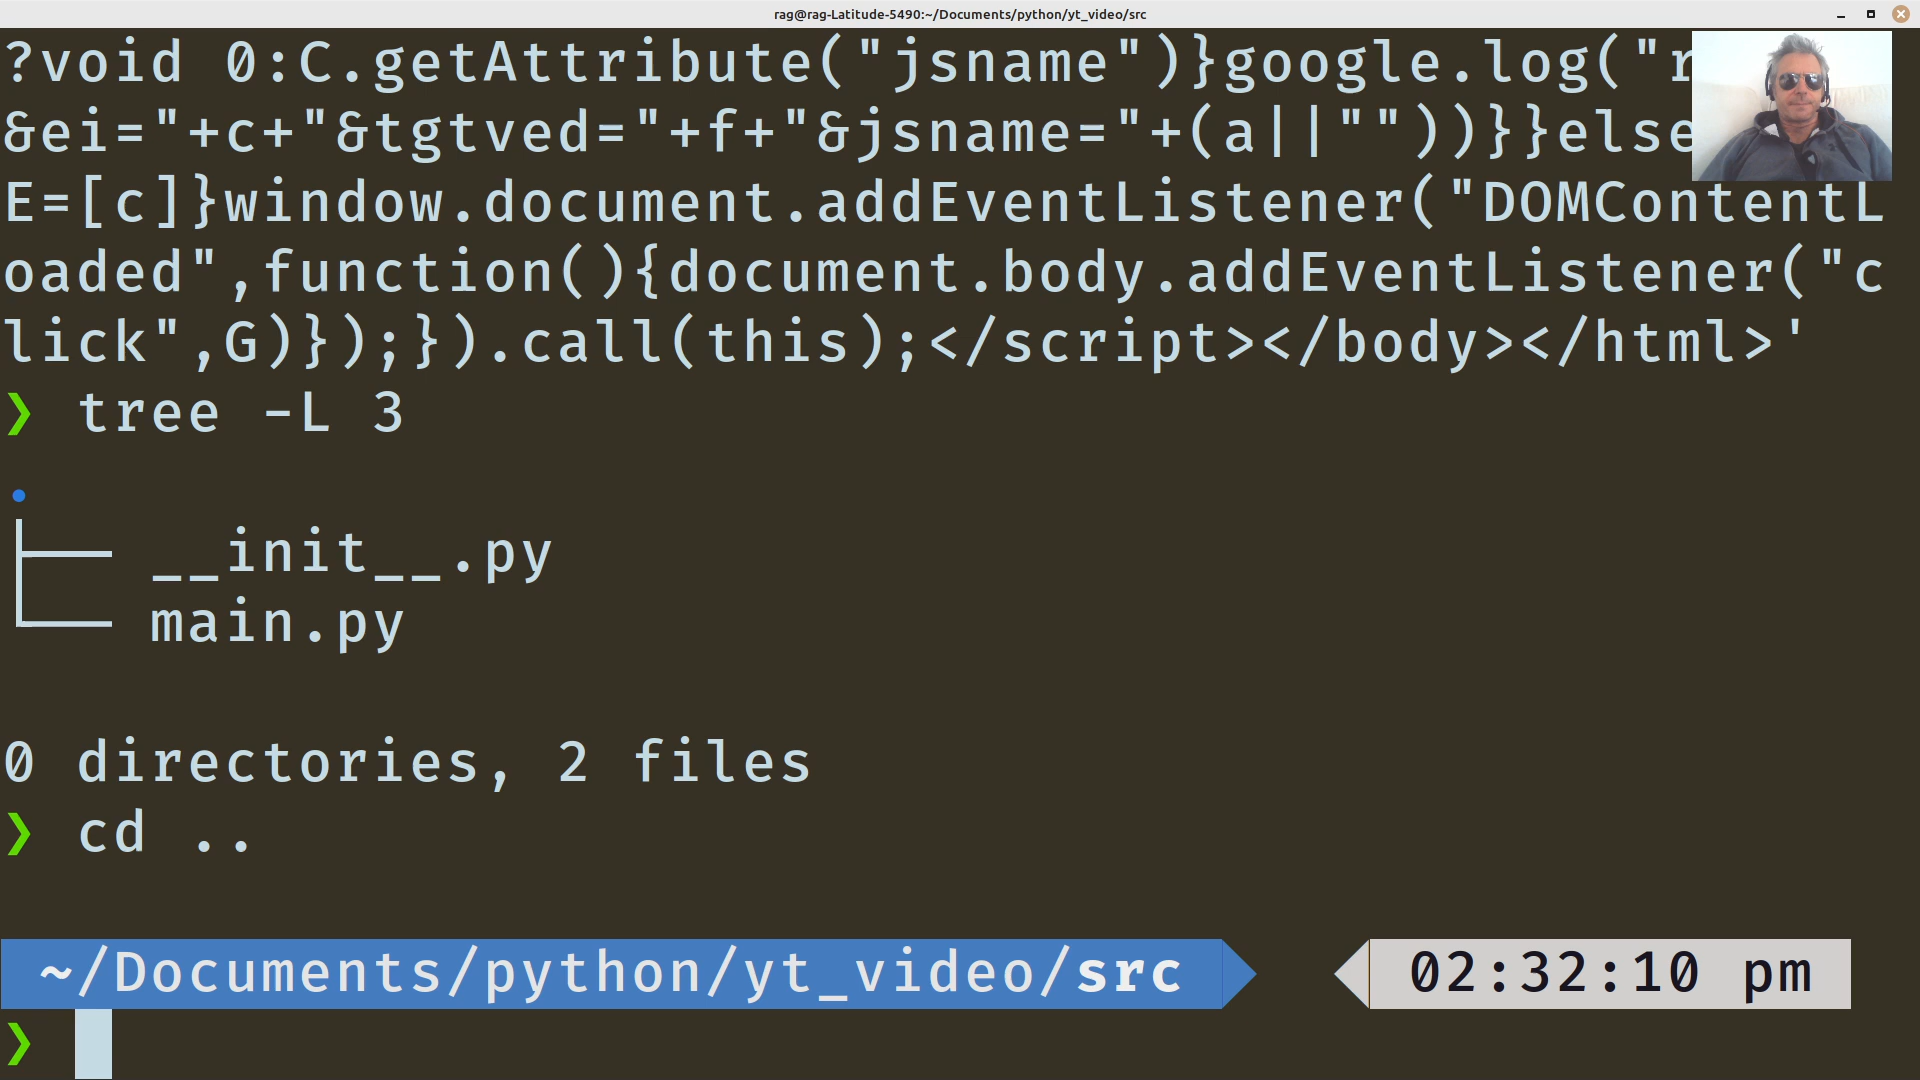 rag@rag-Latitude-5490:~/Documents/python/yt_video/src
?void 0:C.getAttribute("jsname")}google.log("r
&ei="+c+"&tgtved="+f+"&jsname="+(a||""))}}else
E=[c]}window.document.addEventListener("DOMContentL
oaded",function(){document.body.addEventListener("c
lick",G)});}).call(this);</script></body></html>'
❯ tree -L 3
.
├── __init__.py
└── main.py
0 directories, 2 files
❯ cd ..
~/Documents/python/yt_video/src
02:32:10 pm
❯